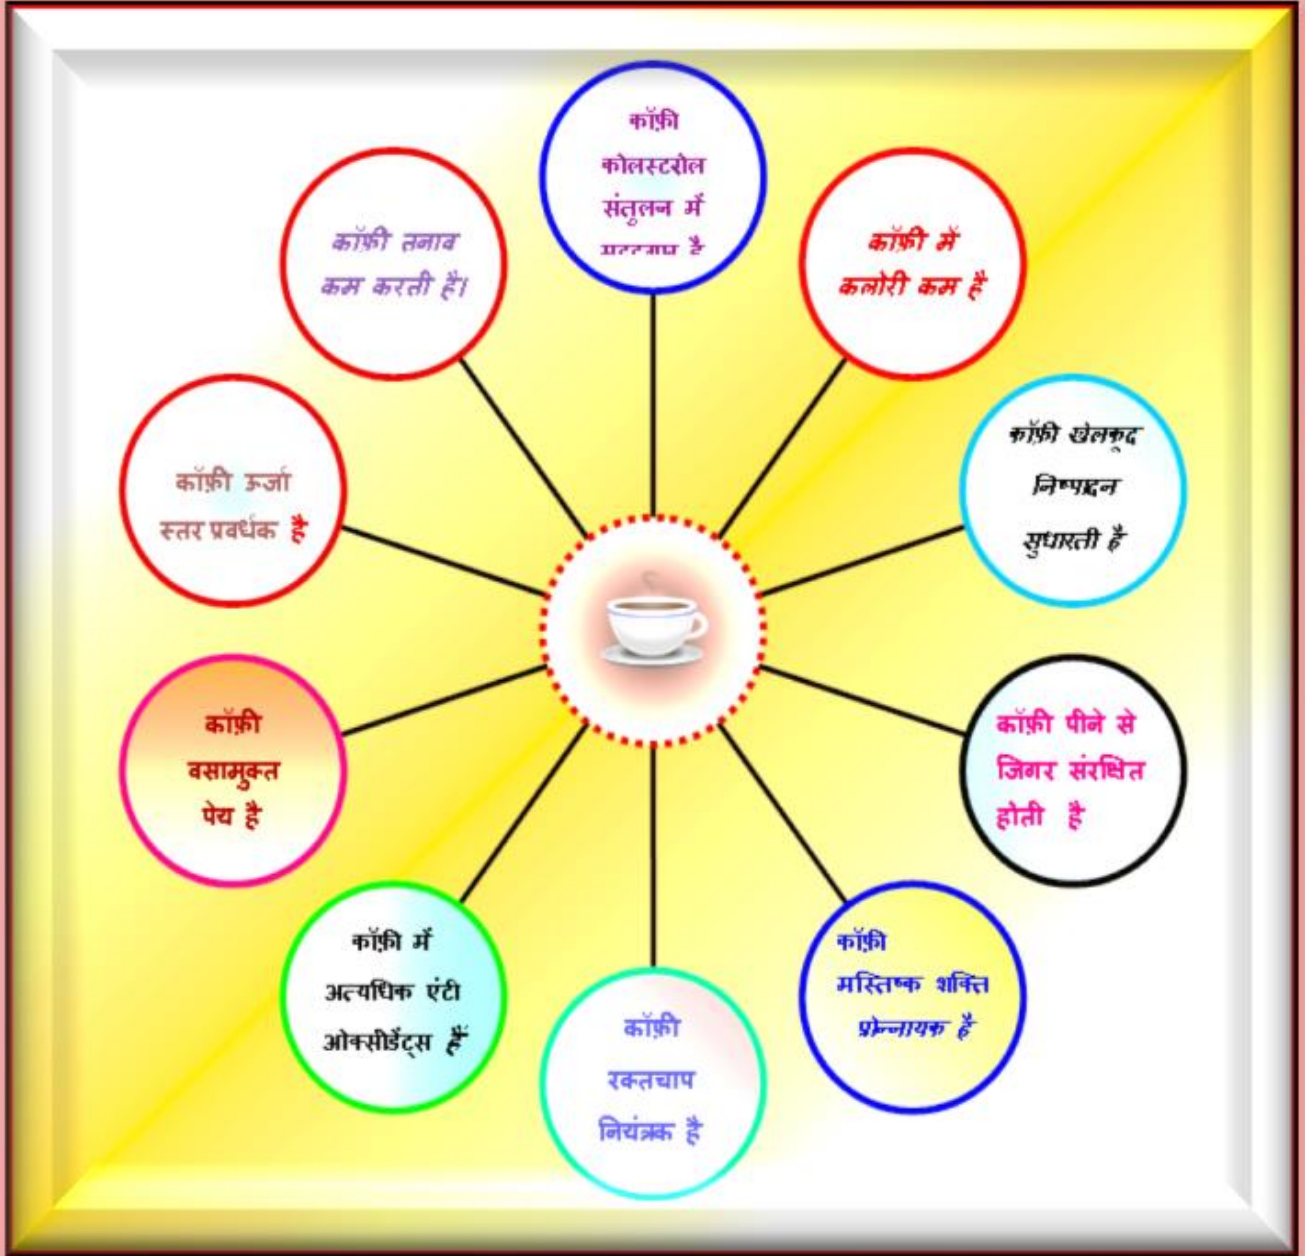 कॉफ़ी
कोलस्टरोल
संतुलन में
है
कॉफ़ी में
कलोरी कम है
कॉफ़ी खेलकूद
निष्पादन
सुधारती है
कॉफ़ी पीने से
जिगर संरक्षित
होती है
कॉफ़ी
मस्तिष्क शक्ति
प्रोन्नायक है
कॉफ़ी
रक्तचाप
नियंत्रक है
कॉफ़ी में
अत्यधिक एंटी
ओक्सीडेंट्स हैं
कॉफ़ी
वसामुक्त
पेय है
कॉफ़ी ऊर्जा
स्तर प्रवर्धक है
कॉफ़ी तनाव
कम करती है।